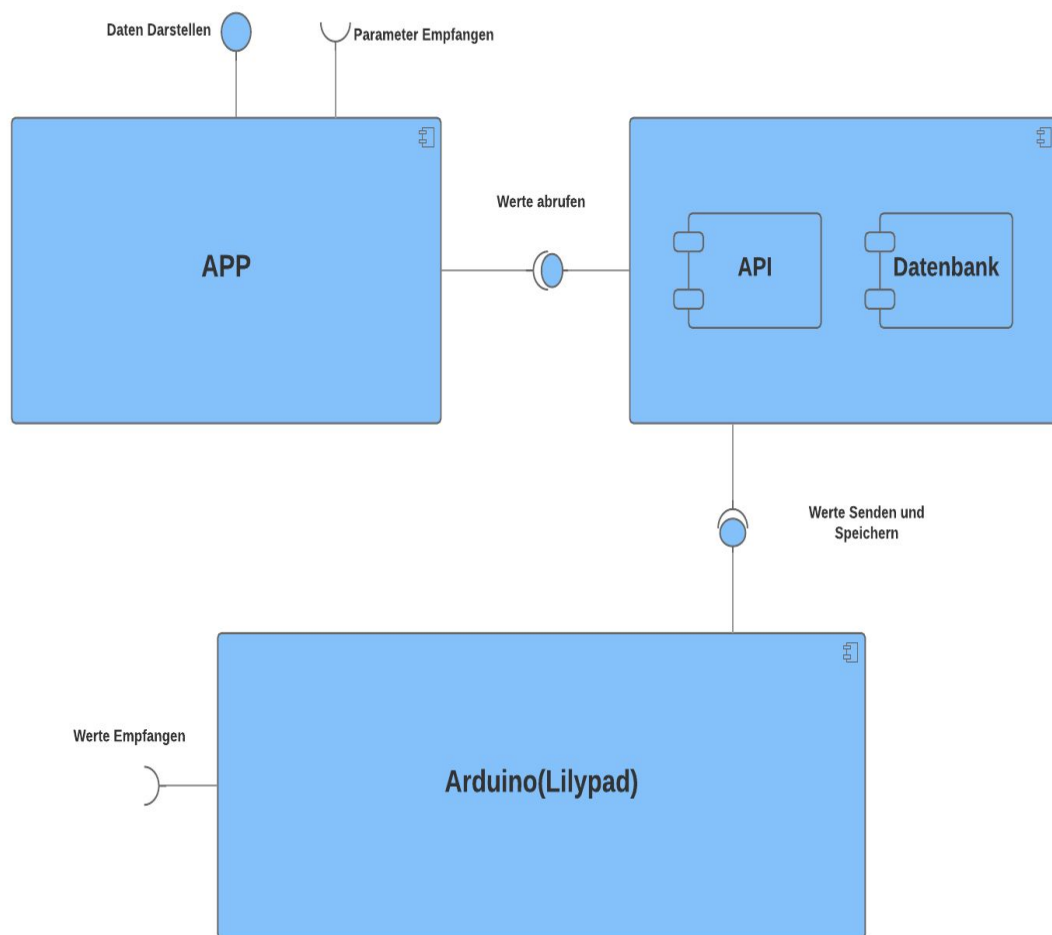 Daten Darstellen
Parameter Empfangen
APP
Werte abrufen
API
Datenbank
Werte Senden und
Speichern
Werte Empfangen
Arduino(Lilypad)